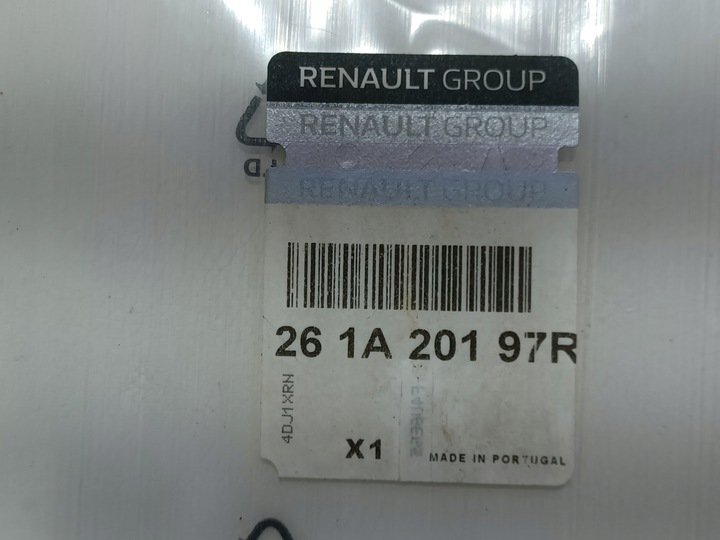 RENAULT GROUP
RENAULT GROUP
RENAULT GROUP
26 1A 201 97R
4DJ1XRN
X1
MADE IN PORTUGAL